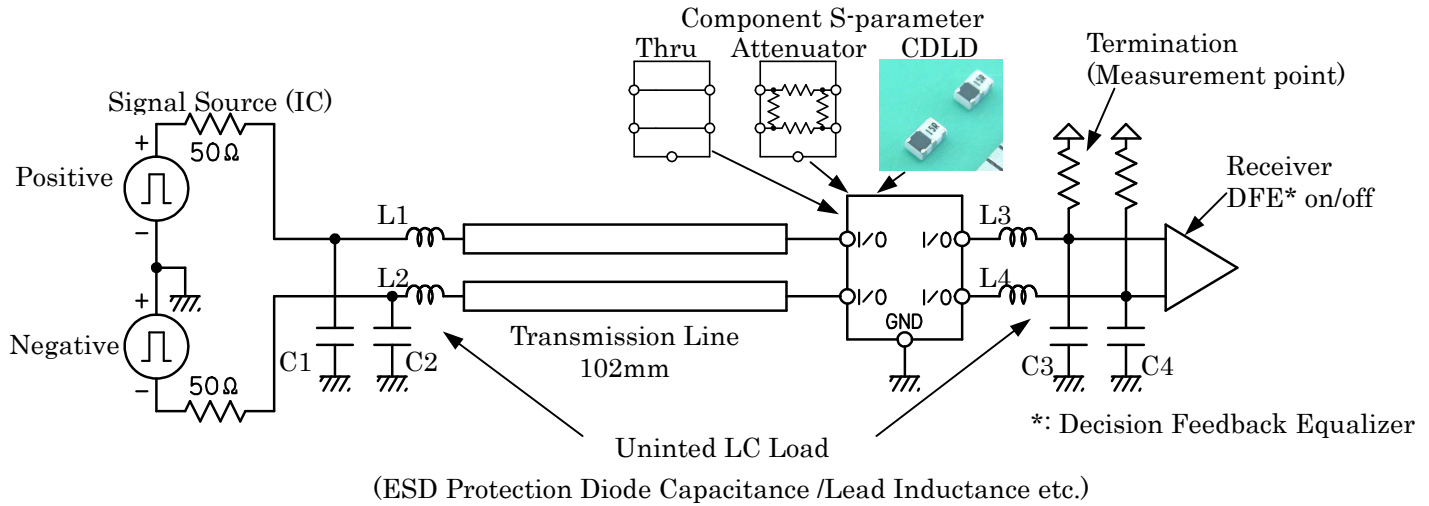 Component S-parameter
Thru Attenuator CDLD
Termination
(Measurement point)
Signal Source (IC)
+
50Ω
Positive
-
Receiver
DFE* on/off
L1
L3
I/O I/O
L2
L4
I/O I/O
GND
+
Negative
-
50Ω
C1
C2
Transmission Line
102mm
C3
C4
*: Decision Feedback Equalizer
Uninted LC Load
(ESD Protection Diode Capacitance /Lead Inductance etc.)